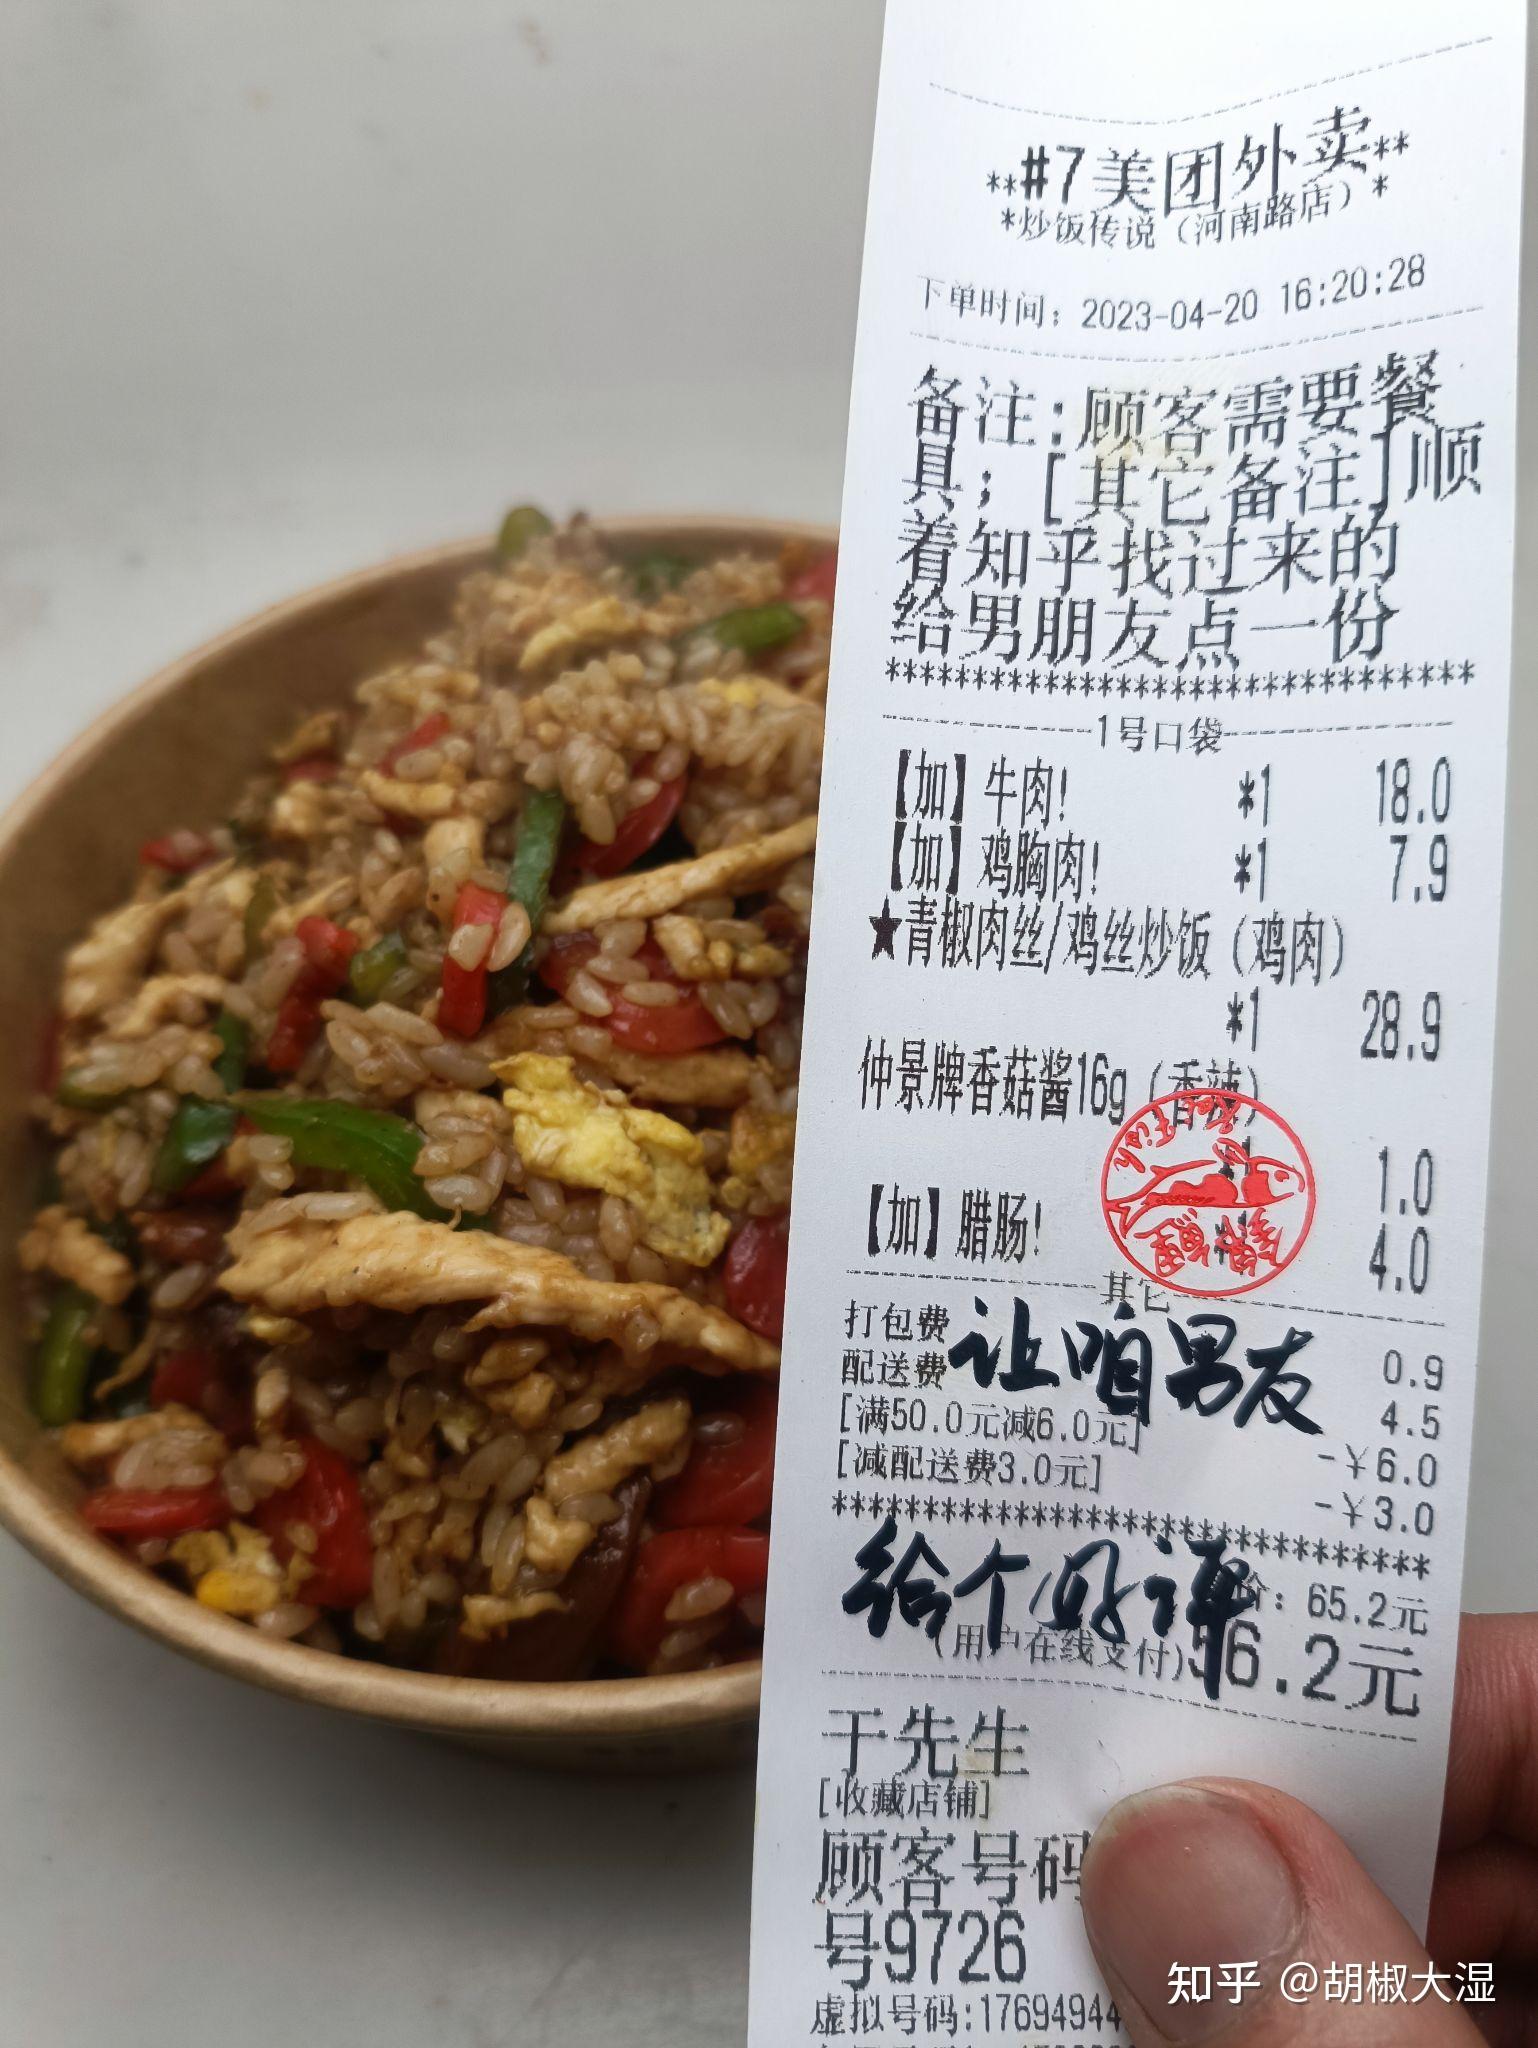 **#7美团外卖**
*炒饭传说（河南路店）*
下单时间：2023-04-20 16:20:28
备注:顾客需要餐
具；[其它备注]顺
着知乎找过来的
给男朋友点一份
********************************
1号口袋
【加】牛肉！ *1 18.0
【加】鸡胸肉！ *1 7.9
★青椒肉丝/鸡丝炒饭（鸡肉）
*1 28.9
仲景牌香菇酱16g（香辣）
1.0
【加】腊肠！ 4.0
其它
打包费 0.9
让咱男友
配送费 4.5
[满50.0元减6.0元] -￥6.0
[减配送费3.0元] -￥3.0
********************************
给个好评
价：65.2元
(用户在线支付)56.2元
于先生
[收藏店铺]
顾客号码
号9726
虚拟号码:17694944
知乎 @胡椒大湿